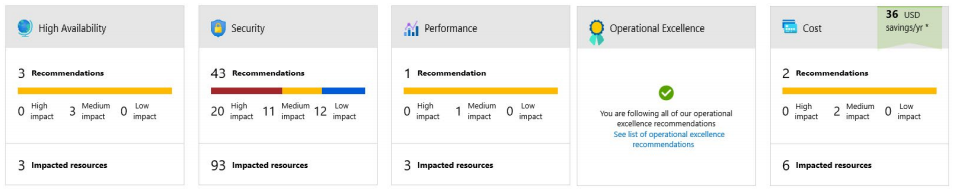 High Availability
3 Recommendations
0 High impact 3 Medium impact 0 Low impact
3 Impacted resources
Security
43 Recommendations
20 High impact 11 Medium impact 12 Low impact
93 Impacted resources
Performance
1 Recommendation
0 High impact 1 Medium impact 0 Low impact
3 Impacted resources
Operational Excellence
You are following all of our operational
excellence recommendations
See list of operational excellence
recommendations
Cost
36 USD
savings/yr *
2 Recommendations
0 High impact 2 Medium impact 0 Low impact
6 Impacted resources